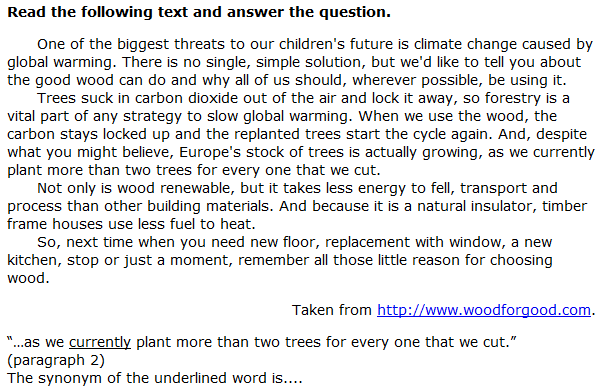 Read the following text and answer the question.
One of the biggest threats to our children's future is climate change caused by
global warming. There is no single, simple solution, but we'd like to tell you about
the good wood can do and why all of us should, wherever possible, be using it.
Trees suck in carbon dioxide out of the air and lock it away, so forestry is a
vital part of any strategy to slow global warming. When we use the wood, the
carbon stays locked up and the replanted trees start the cycle again. And, despite
what you might believe, Europe's stock of trees is actually growing, as we currently
plant more than two trees for every one that we cut.
Not only is wood renewable, but it takes less energy to fell, transport and
process than other building materials. And because it is a natural insulator, timber
frame houses use less fuel to heat.
So, next time when you need new floor, replacement with window, a new
kitchen, stop or just a moment, remember all those little reason for choosing
wood.
Taken from http://www.woodforgood.com.
“…as we currently plant more than two trees for every one that we cut.”
(paragraph 2)
The synonym of the underlined word is....